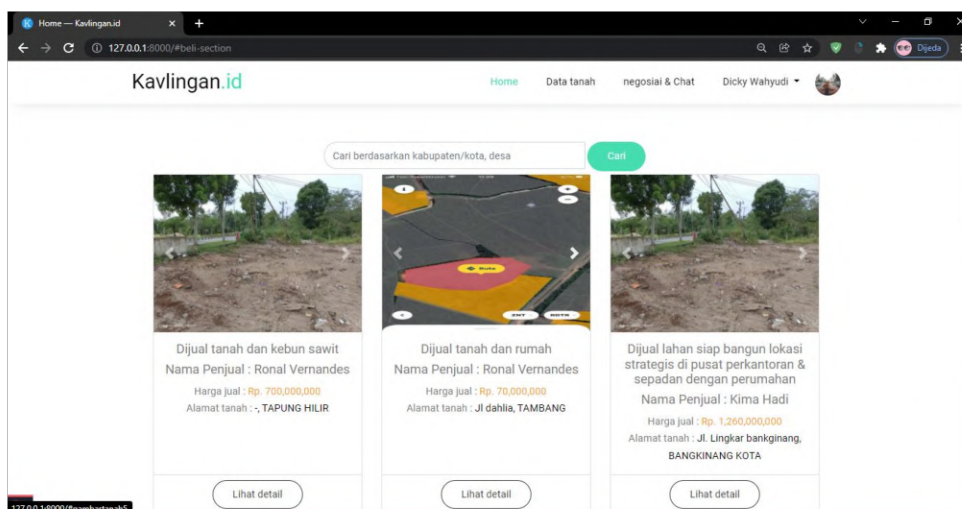 Home — Kavlingan.id
127.0.0.1:8000/#beli-section
Dijeda
Kavlingan.id
Home
Data tanah
negosiai & Chat
Dicky Wahyudi
Cari berdasarkan kabupaten/kota, desa
Cari
Dijual tanah dan kebun sawit
Nama Penjual : Ronal Vernandes
Harga jual : Rp. 700,000,000
Alamat tanah : -, TAPUNG HILIR
Lihat detail
Dijual tanah dan rumah
Nama Penjual : Ronal Vernandes
Harga jual : Rp. 70,000,000
Alamat tanah : Jl dahlia, TAMBANG
Lihat detail
Dijual lahan siap bangun lokasi
strategis di pusat perkantoran &
sepadan dengan perumahan
Nama Penjual : Kima Hadi
Harga jual : Rp. 1,260,000,000
Alamat tanah : Jl. Lingkar bankginang,
BANGKINANG KOTA
Lihat detail